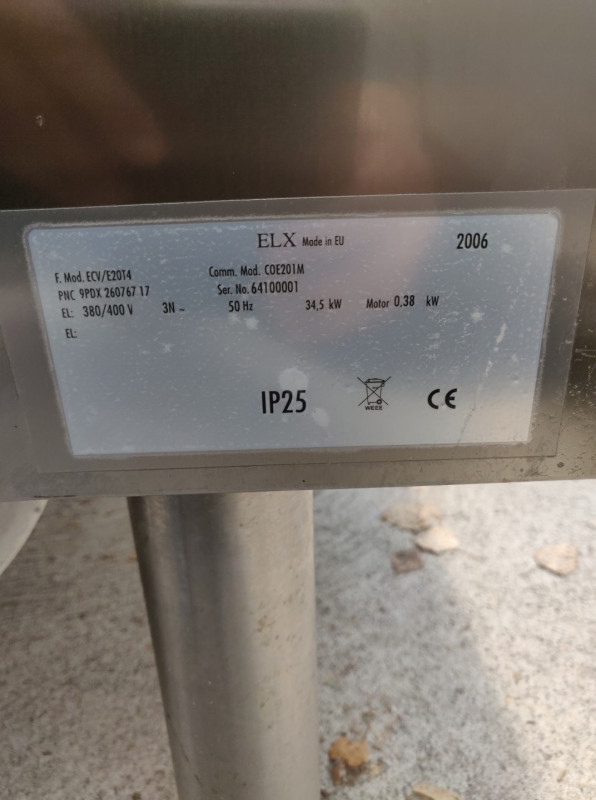 ELX Made in EU 2006
F. Mod. ECV/E20T4 Comm. Mod. COE201M
PNC 9PDX 260767 17 Ser. No. 64100001
EL: 380/400 V 3N ~ 50 Hz 34,5 kW Motor 0,38 kW
EL:
IP25 WEEE CE